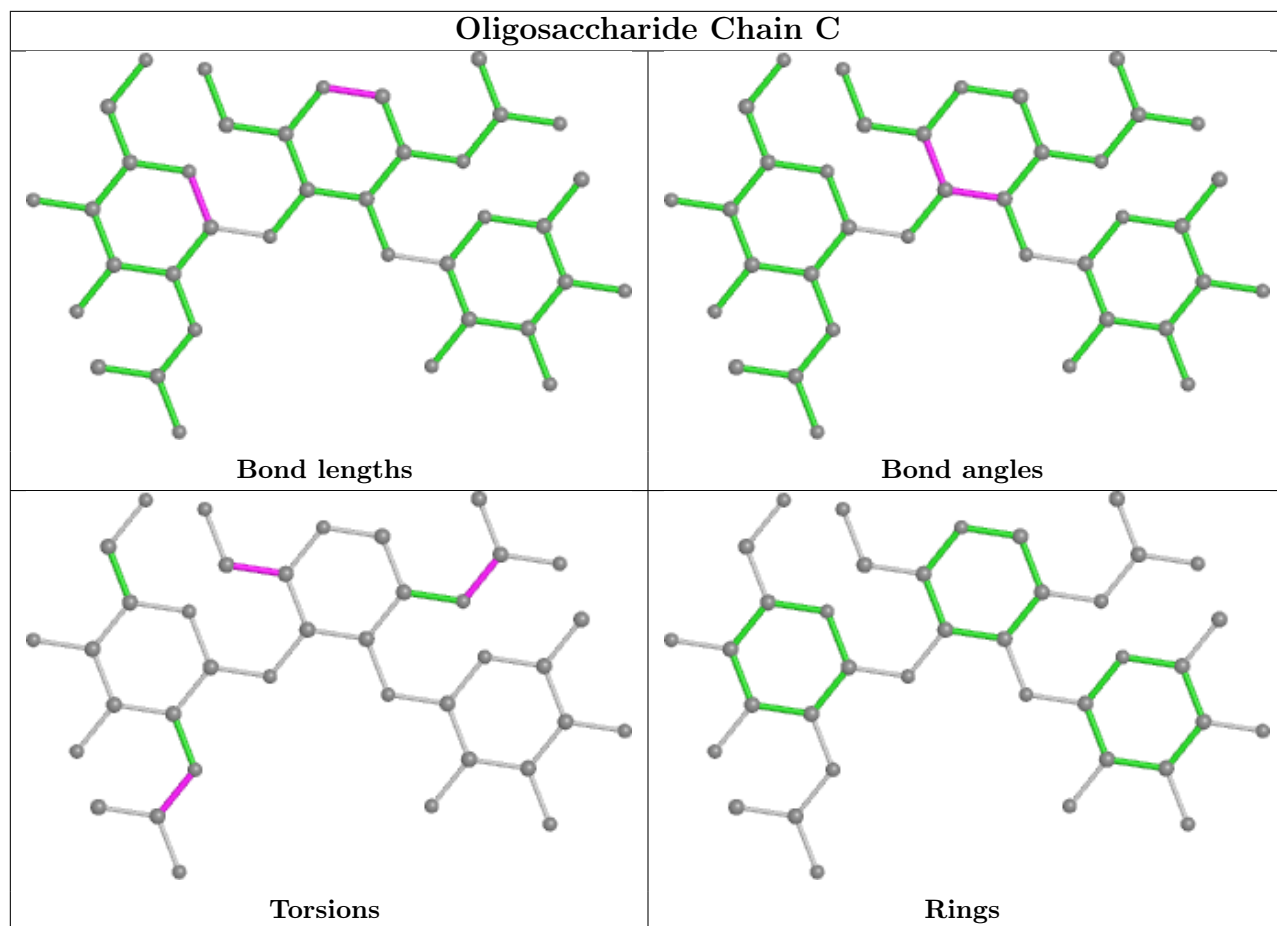 Oligosaccharide Chain C
Bond lengths
Bond angles
Torsions
Rings